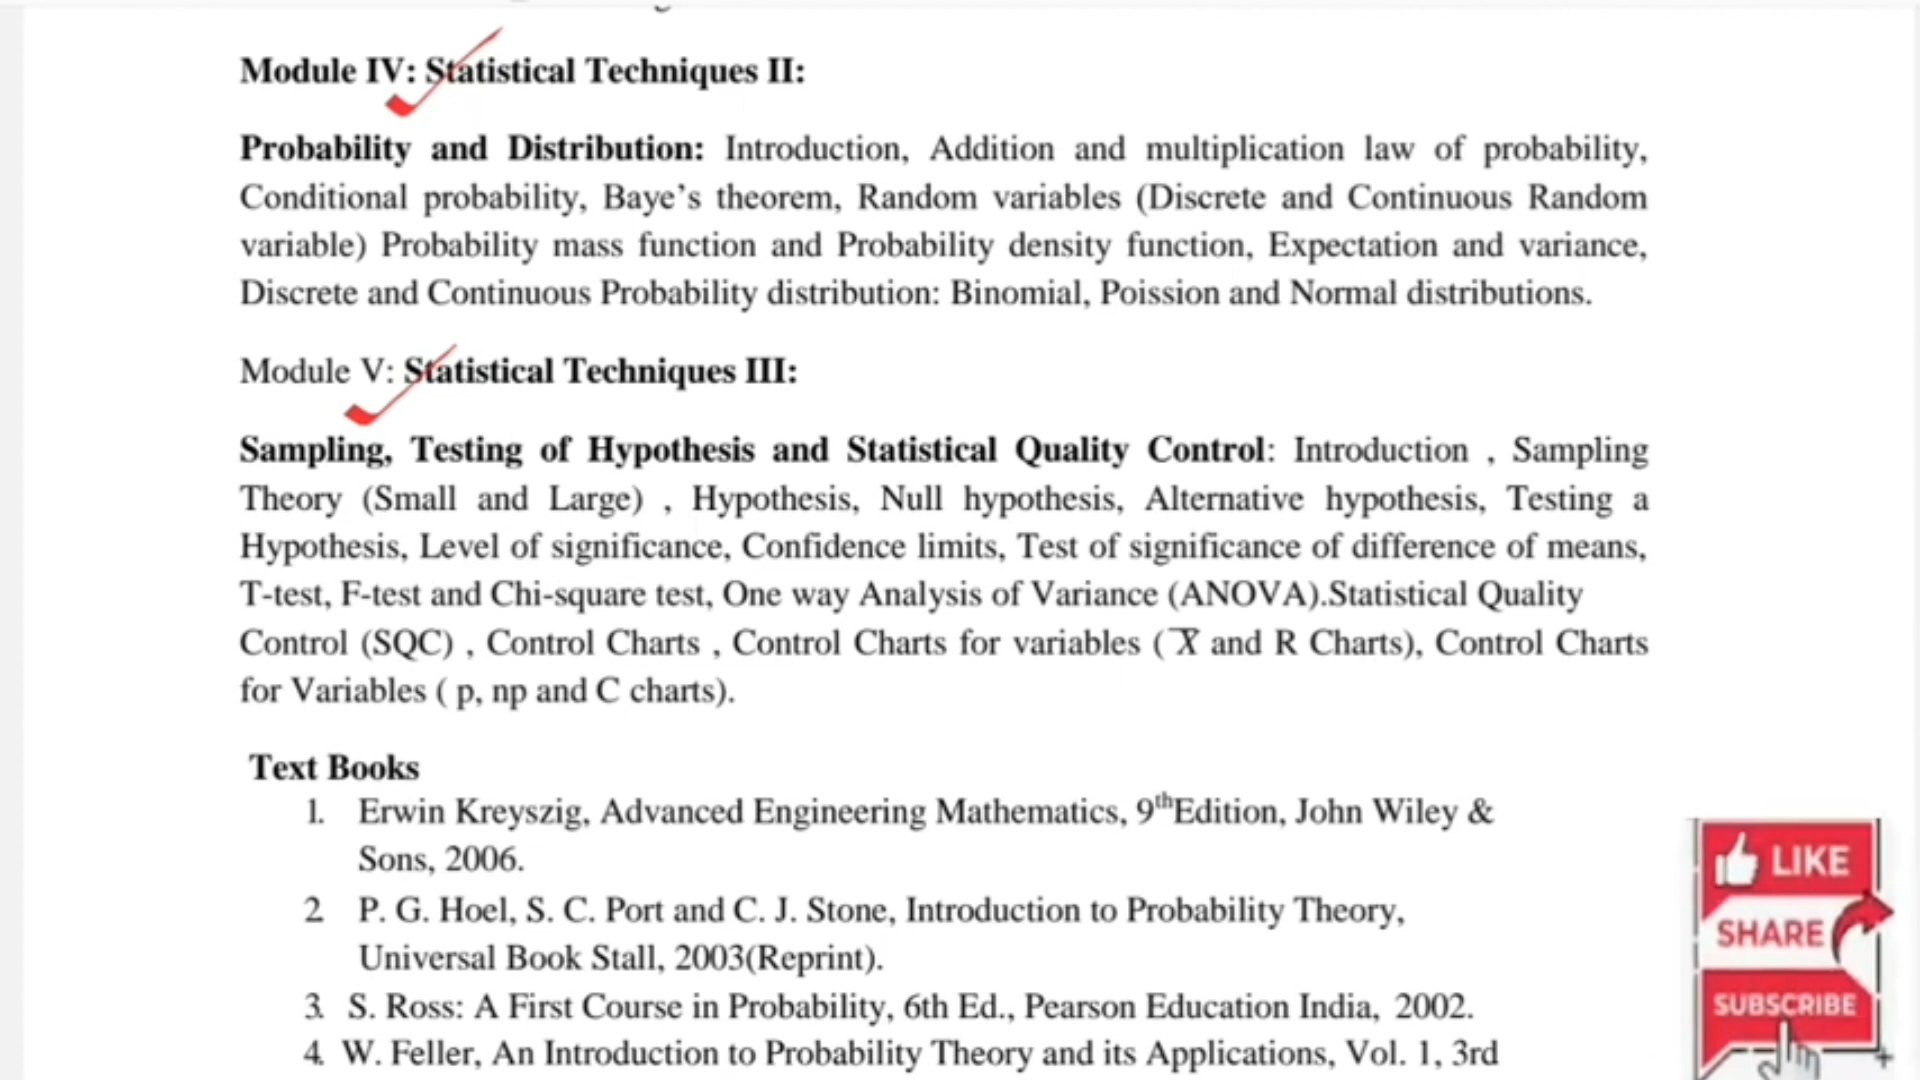 Module IV: Statistical Techniques II:
Probability and Distribution: Introduction, Addition and multiplication law of probability,
Conditional probability, Baye's theorem, Random variables (Discrete and Continuous Random
variable) Probability mass function and Probability density function, Expectation and variance,
Discrete and Continuous Probability distribution: Binomial, Poission and Normal distributions.
Module V: Statistical Techniques III:
Sampling, Testing of Hypothesis and Statistical Quality Control: Introduction , Sampling
Theory (Small and Large) , Hypothesis, Null hypothesis, Alternative hypothesis, Testing a
Hypothesis, Level of significance, Confidence limits, Test of significance of difference of means,
T-test, F-test and Chi-square test, One way Analysis of Variance (ANOVA).Statistical Quality
Control (SQC) , Control Charts , Control Charts for variables ( X̅ and R Charts), Control Charts
for Variables ( p, np and C charts).
Text Books
1. Erwin Kreyszig, Advanced Engineering Mathematics, 9thEdition, John Wiley &
Sons, 2006.
2 P. G. Hoel, S. C. Port and C. J. Stone, Introduction to Probability Theory,
Universal Book Stall, 2003(Reprint).
3. S. Ross: A First Course in Probability, 6th Ed., Pearson Education India, 2002.
4. W. Feller, An Introduction to Probability Theory and its Applications, Vol. 1, 3rd
LIKE
SHARE
SUBSCRIBE